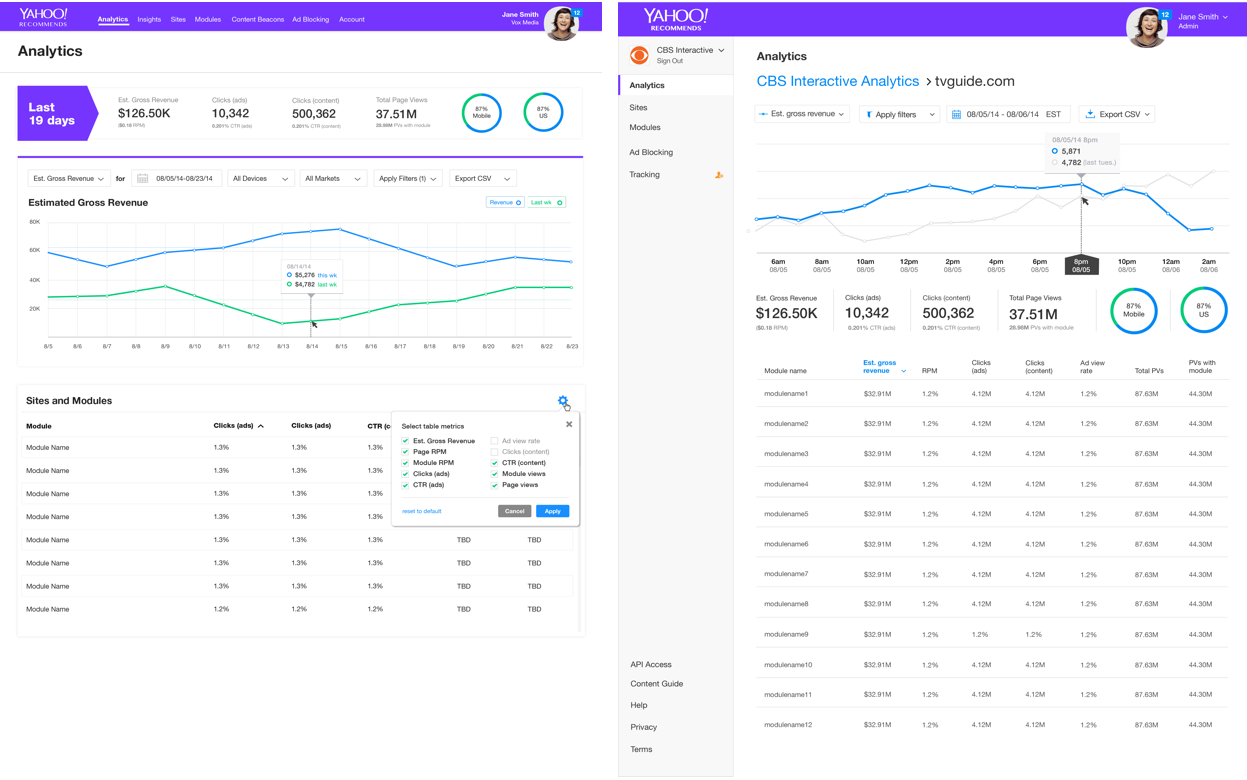 YAHOO!
RECOMMENDS
Analytics Insights Sites Modules Content Beacons Ad Blocking Account
Jane Smith
Vox Media
12
Analytics
Last
19 days
Est. Gross Revenue
$126.50K
($0.16 RPM)
Clicks (ads)
10,342
0.201% CTR (ads)
Clicks (content)
500,362
0.201% CTR (content)
Total Page Views
37.51M
28.98M PVs with module
87%
Mobile
87%
US
Est. Gross Revenue for 08/05/14-08/23/14 All Devices All Markets Apply Filters (1) Export CSV
Estimated Gross Revenue
Revenue Last wk
80K
60K
40K
20K
08/14/14
$5,276 this wk
$4,782 last wk
8/5 8/6 8/7 8/8 8/9 8/10 8/11 8/12 8/13 8/14 8/15 8/16 8/17 8/18 8/19 8/20 8/21 8/22 8/23
Sites and Modules
Module Clicks (ads) Clicks (ads) CTR (c
Module Name 1.3% 1.3% 1.3%
Module Name 1.3% 1.3% 1.3%
Module Name 1.3% 1.3% 1.3%
Module Name 1.3% 1.3% 1.3%
Module Name 1.3% 1.3% 1.3% TBD TBD
Module Name 1.3% 1.3% 1.3% TBD TBD
Module Name 1.3% 1.3% 1.3% TBD TBD
Module Name 1.2% 1.2% 1.2% TBD TBD
Select table metrics
Est. Gross Revenue Ad view rate
Page RPM Clicks (content)
Module RPM CTR (content)
Clicks (ads) Module views
CTR (ads) Page views
reset to default Cancel Apply
YAHOO!
RECOMMENDS
12
Jane Smith
Admin
CBS Interactive
Sign Out
Analytics
Sites
Modules
Ad Blocking
Tracking
API Access
Content Guide
Help
Privacy
Terms
Analytics
CBS Interactive Analytics › tvguide.com
Est. gross revenue Apply filters 08/05/14 - 08/06/14 EST Export CSV
08/05/14 8pm
5,871
4,782 (last tues.)
6am 8am 10am 12pm 2pm 4pm 6pm 8pm 10pm 12am 2am
08/05 08/05 08/05 08/05 08/05 08/05 08/05 08/05 08/05 08/06 08/06
Est. Gross Revenue
$126.50K
($0.16 RPM)
Clicks (ads)
10,342
0.201% CTR (ads)
Clicks (content)
500,362
0.201% CTR (content)
Total Page Views
37.51M
28.98M PVs with module
87%
Mobile
87%
US
Module name Est. gross revenue RPM Clicks (ads) Clicks (content) Ad view rate Total PVs PVs with module
modulename1 $32.91M 1.2% 4.12M 4.12M 1.2% 87.63M 44.30M
modulename2 $32.91M 1.2% 4.12M 4.12M 1.2% 87.63M 44.30M
modulename3 $32.91M 1.2% 4.12M 4.12M 1.2% 87.63M 44.30M
modulename4 $32.91M 1.2% 4.12M 4.12M 1.2% 87.63M 44.30M
modulename5 $32.91M 1.2% 4.12M 4.12M 1.2% 87.63M 44.30M
modulename6 $32.91M 1.2% 4.12M 4.12M 1.2% 87.63M 44.30M
modulename7 $32.91M 1.2% 4.12M 4.12M 1.2% 87.63M 44.30M
modulename8 $32.91M 1.2% 4.12M 4.12M 1.2% 87.63M 44.30M
modulename9 $32.91M 1.2% 1.2% 1.2% 1.2% 87.63M 44.30M
modulename10 $32.91M 1.2% 4.12M 4.12M 1.2% 87.63M 44.30M
modulename11 $32.91M 1.2% 4.12M 4.12M 1.2% 87.63M 44.30M
modulename12 $32.91M 1.2% 4.12M 4.12M 1.2% 87.63M 44.30M